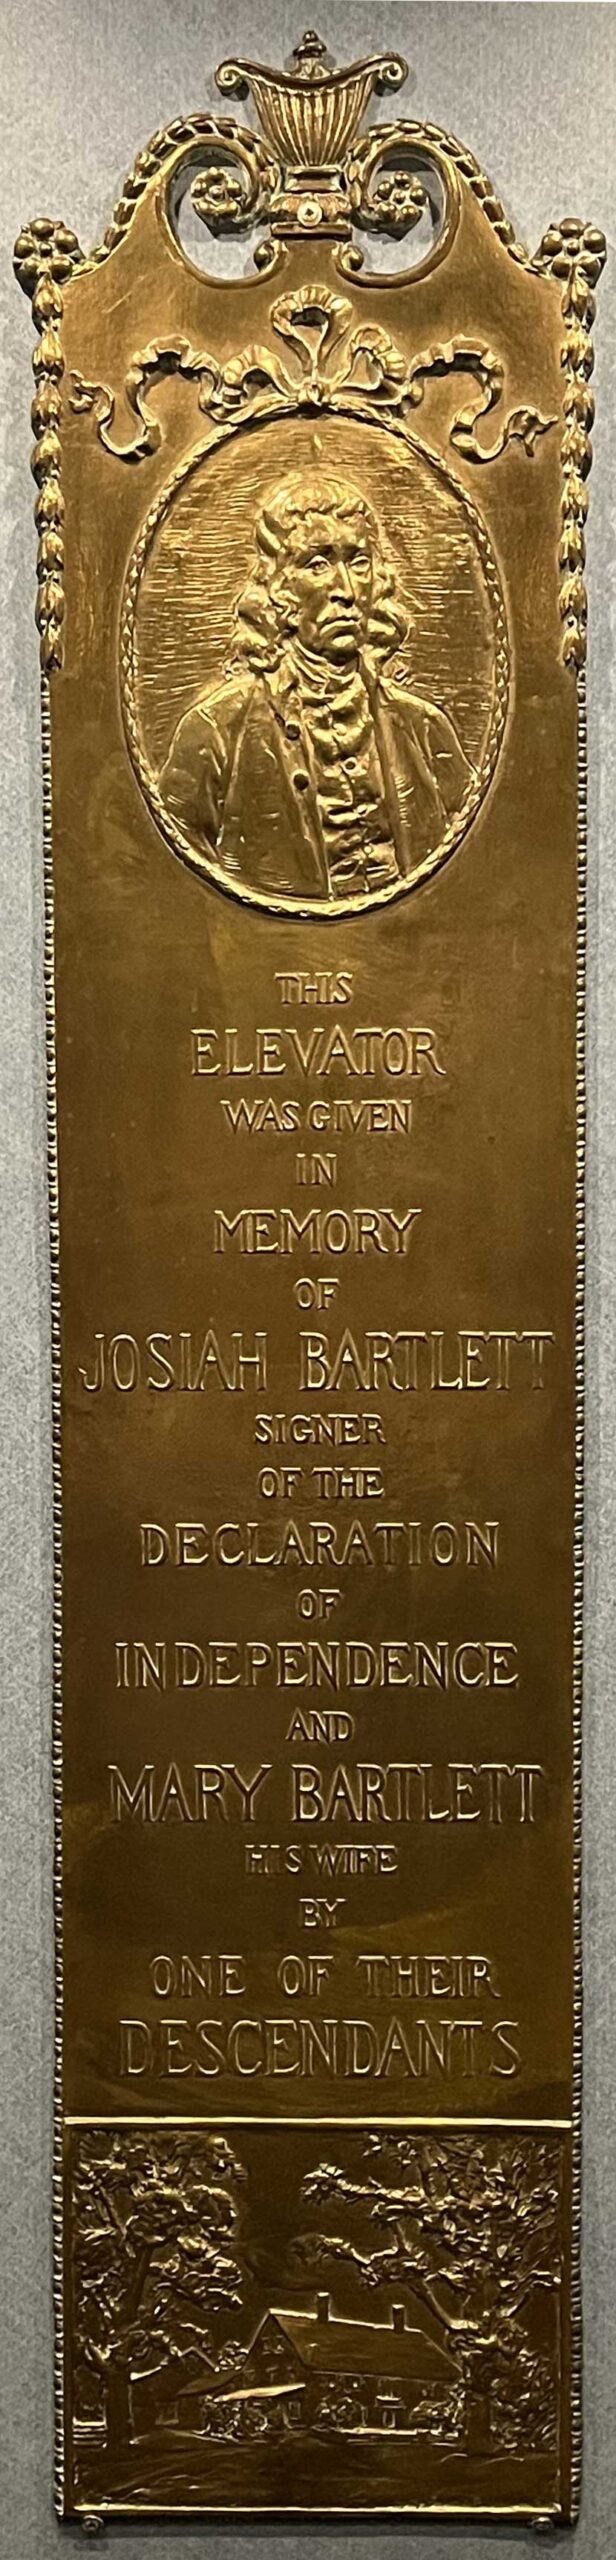 THIS
ELEVATOR
WAS GIVEN
IN
MEMORY
OF
JOSIAH BARTLETT
SIGNER
OF THE
DECLARATION
OF
INDEPENDENCE
AND
MARY BARTLETT
HIS WIFE
BY
ONE OF THEIR
DESCENDANTS